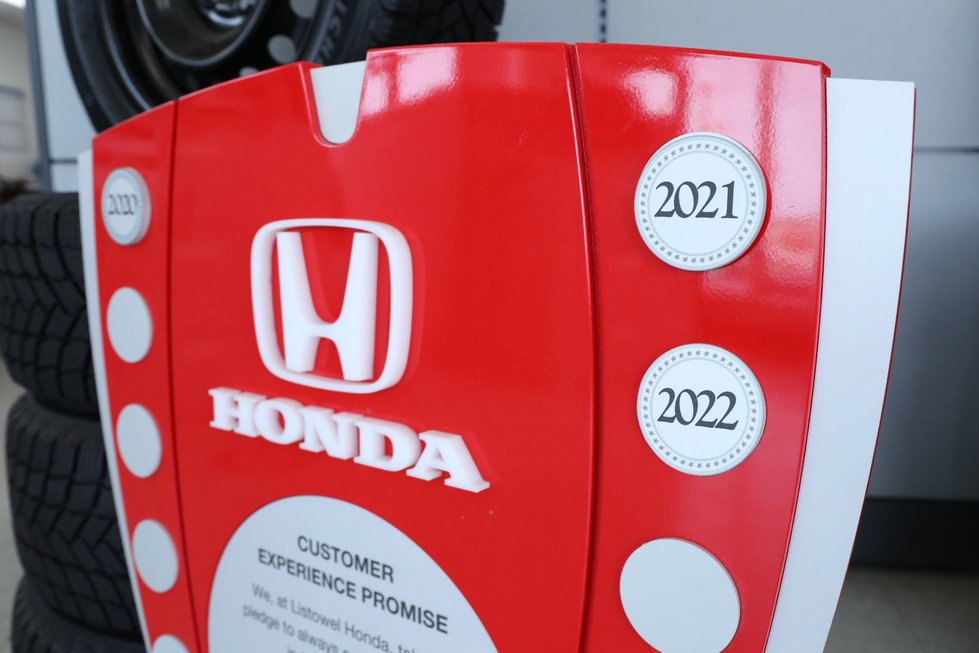 2020
2021
2022
HONDA
CUSTOMER
EXPERIENCE PROMISE
We, at Listowel Honda,
pledge to always